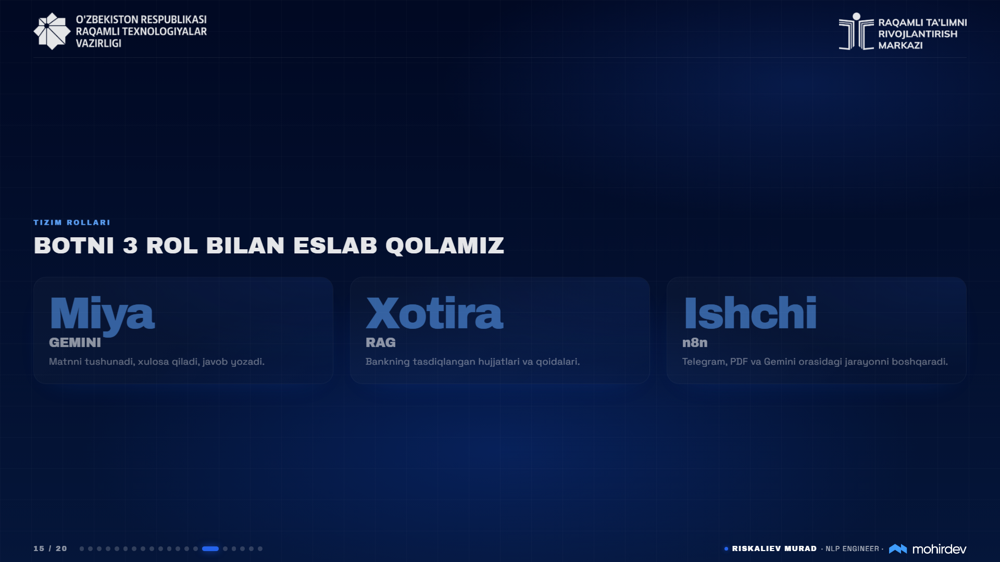 O'ZBEKISTON RESPUBLIKASI
RAQAMLI TEXNOLOGIYALAR
VAZIRLIGI
RAQAMLI TA'LIMNI
RIVOJLANTIRISH
MARKAZI
TIZIM ROLLARI
BOTNI 3 ROL BILAN ESLAB QOLAMIZ
Miya
GEMINI
Matnni tushunadi, xulosa qiladi, javob yozadi.
Xotira
RAG
Bankning tasdiqlangan hujjatlari va qoidalari.
Ishchi
n8n
Telegram, PDF va Gemini orasidagi jarayonni boshqaradi.
15 / 20
RISKALIEV MURAD · NLP ENGINEER · mohirdev